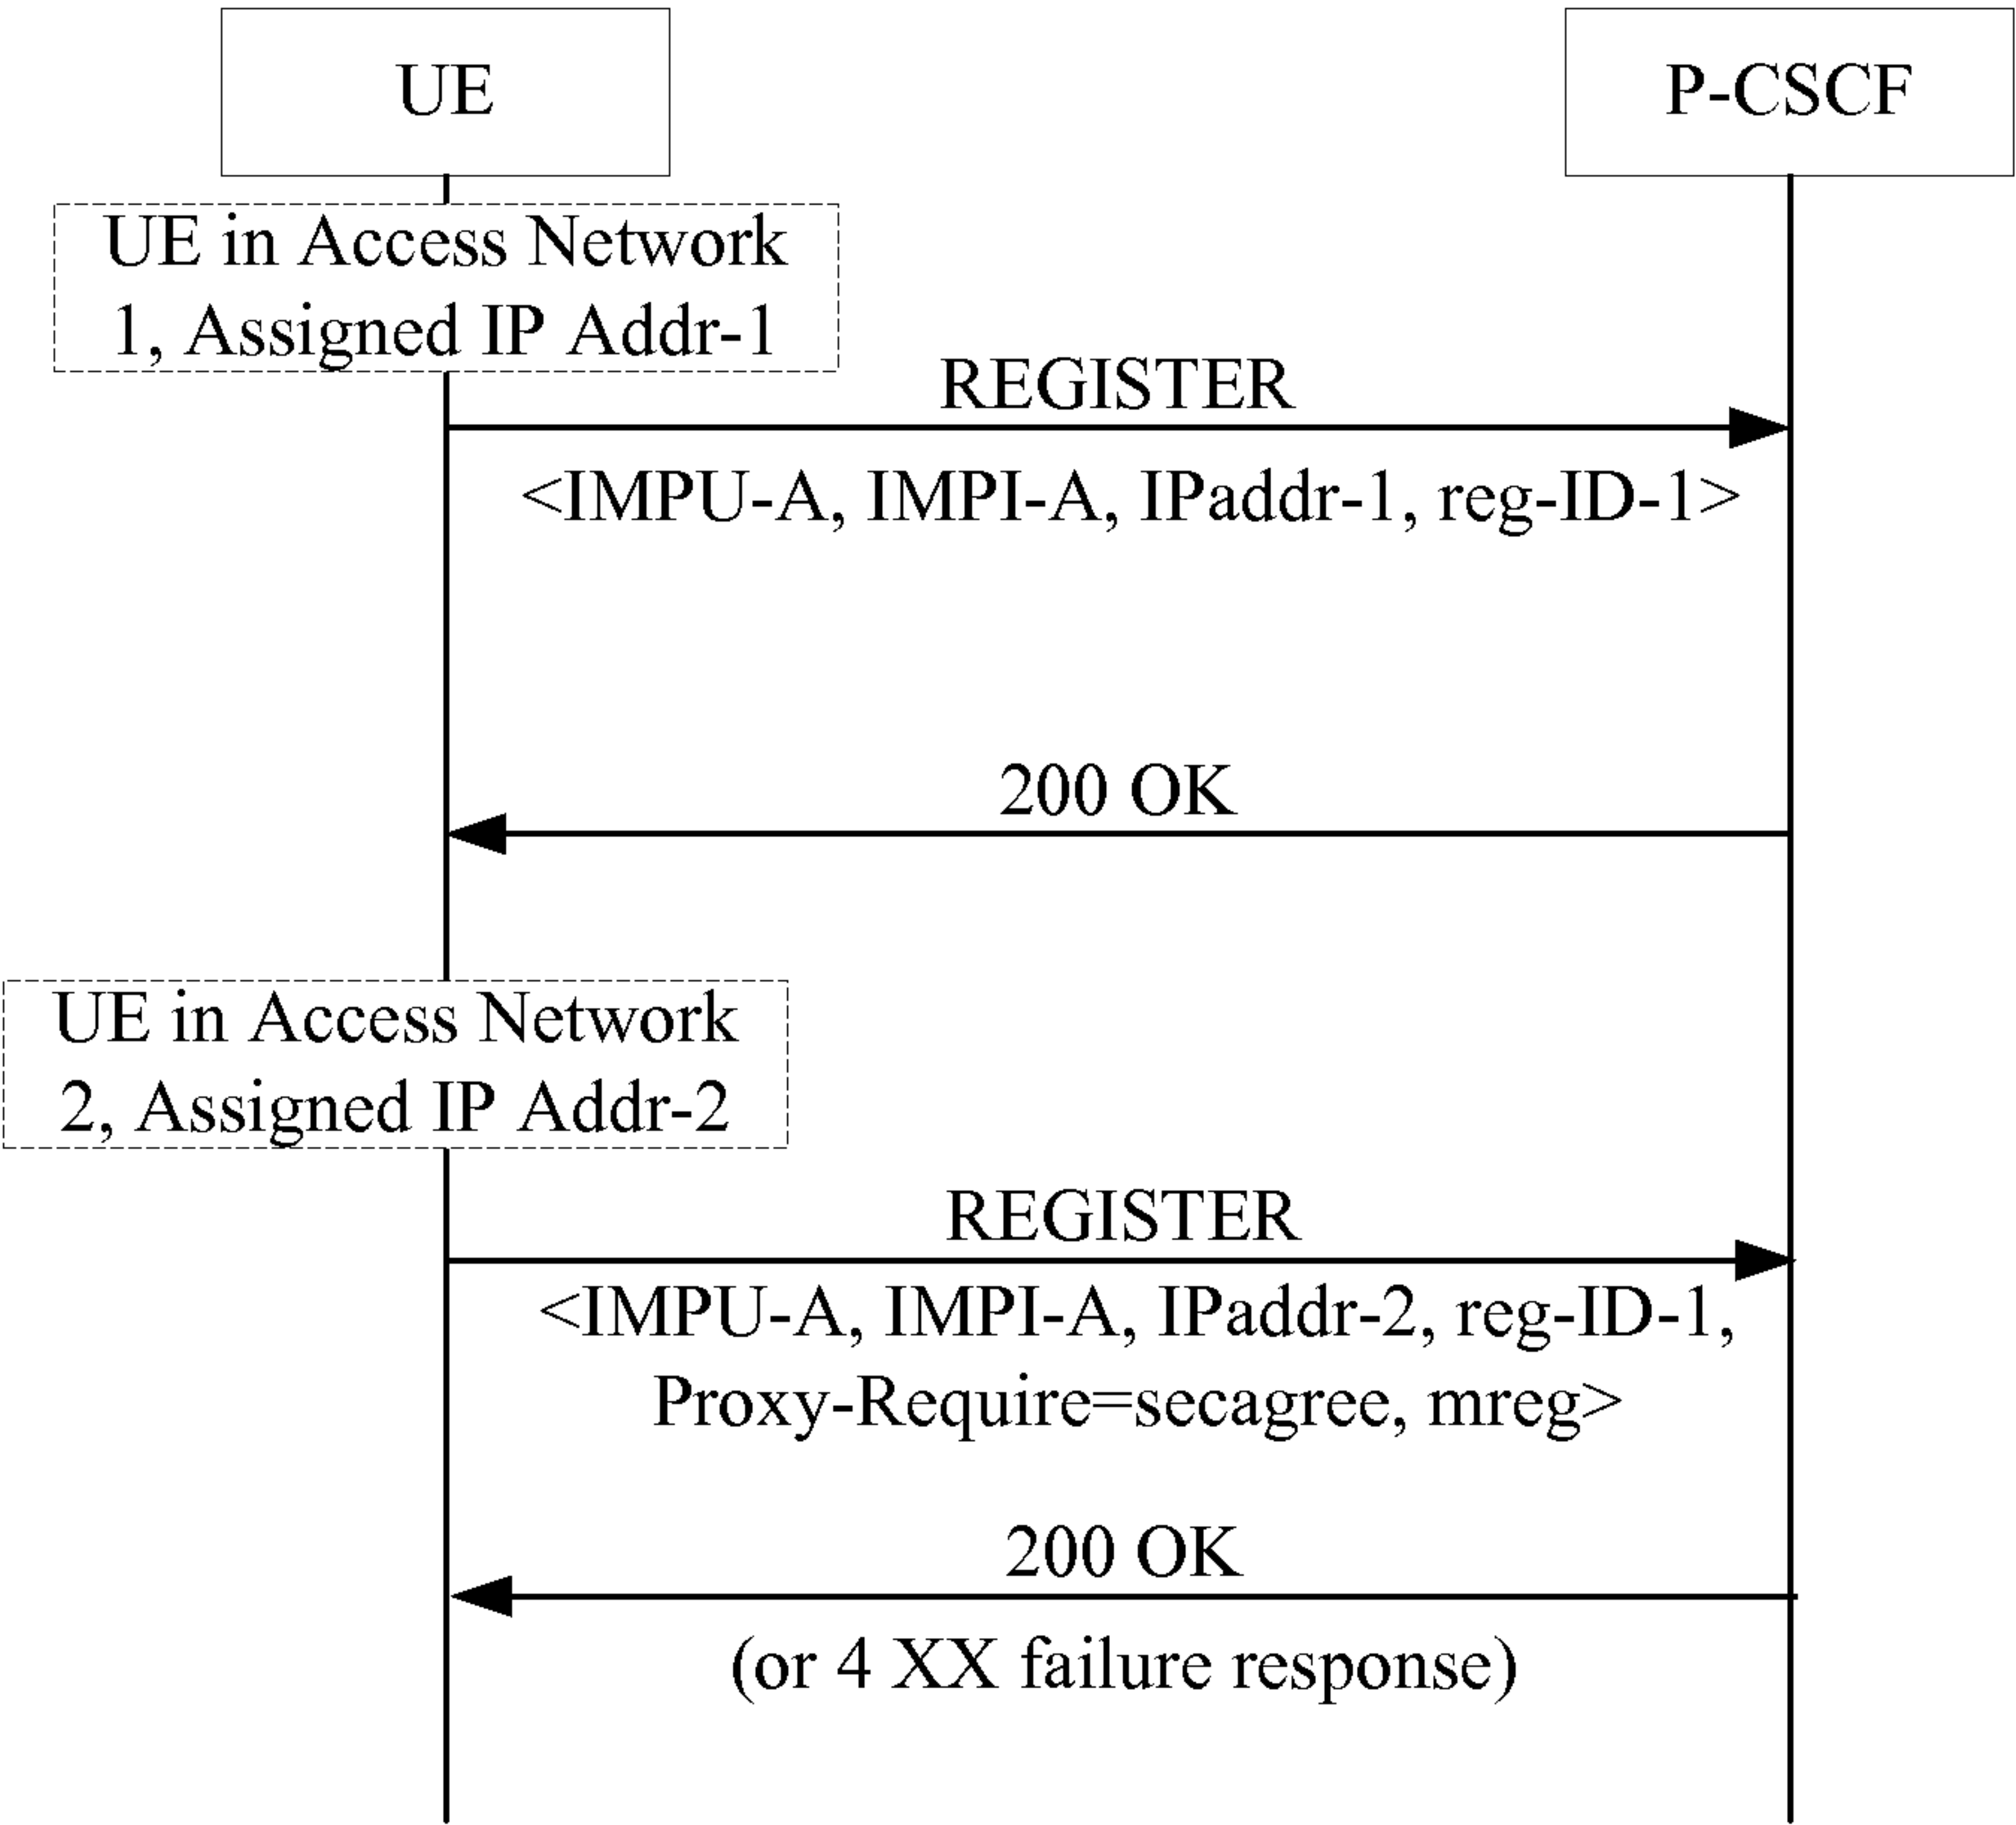 UE
P-CSCF
UE in Access Network
1, Assigned IP Addr-1
REGISTER
<IMPU-A, IMPI-A, IPaddr-1, reg-ID-1>
200 OK
UE in Access Network
2, Assigned IP Addr-2
REGISTER
<IMPU-A, IMPI-A, IPaddr-2, reg-ID-1,
Proxy-Require=secagree, mreg>
200 OK
(or 4 XX failure response)